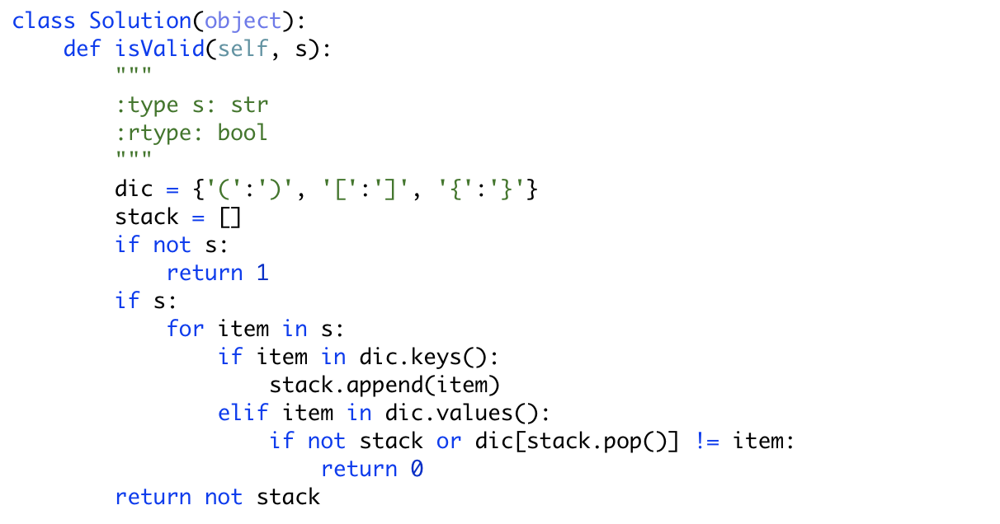 class Solution(object):
    def isValid(self, s):
        """
        :type s: str
        :rtype: bool
        """
        dic = {'(':')', '[':']', '{':'}'}
        stack = []
        if not s:
            return 1
        if s:
            for item in s:
                if item in dic.keys():
                    stack.append(item)
                elif item in dic.values():
                    if not stack or dic[stack.pop()] != item:
                        return 0
        return not stack